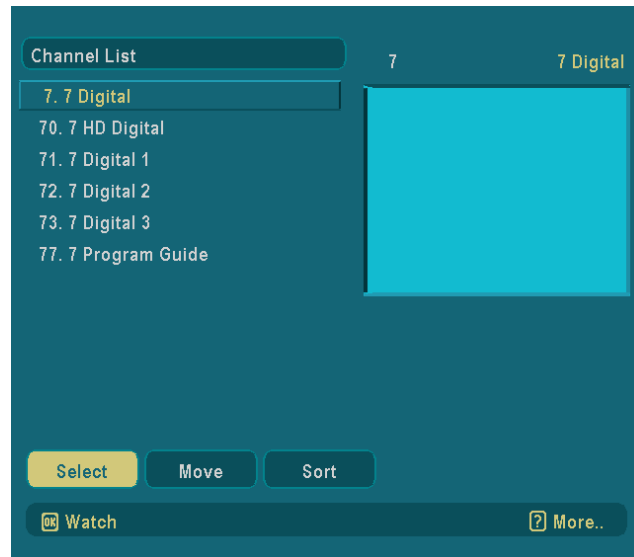 Channel List
7 7 Digital
7. 7 Digital
70. 7 HD Digital
71. 7 Digital 1
72. 7 Digital 2
73. 7 Digital 3
77. 7 Program Guide
Select Move Sort
OK Watch ? More..